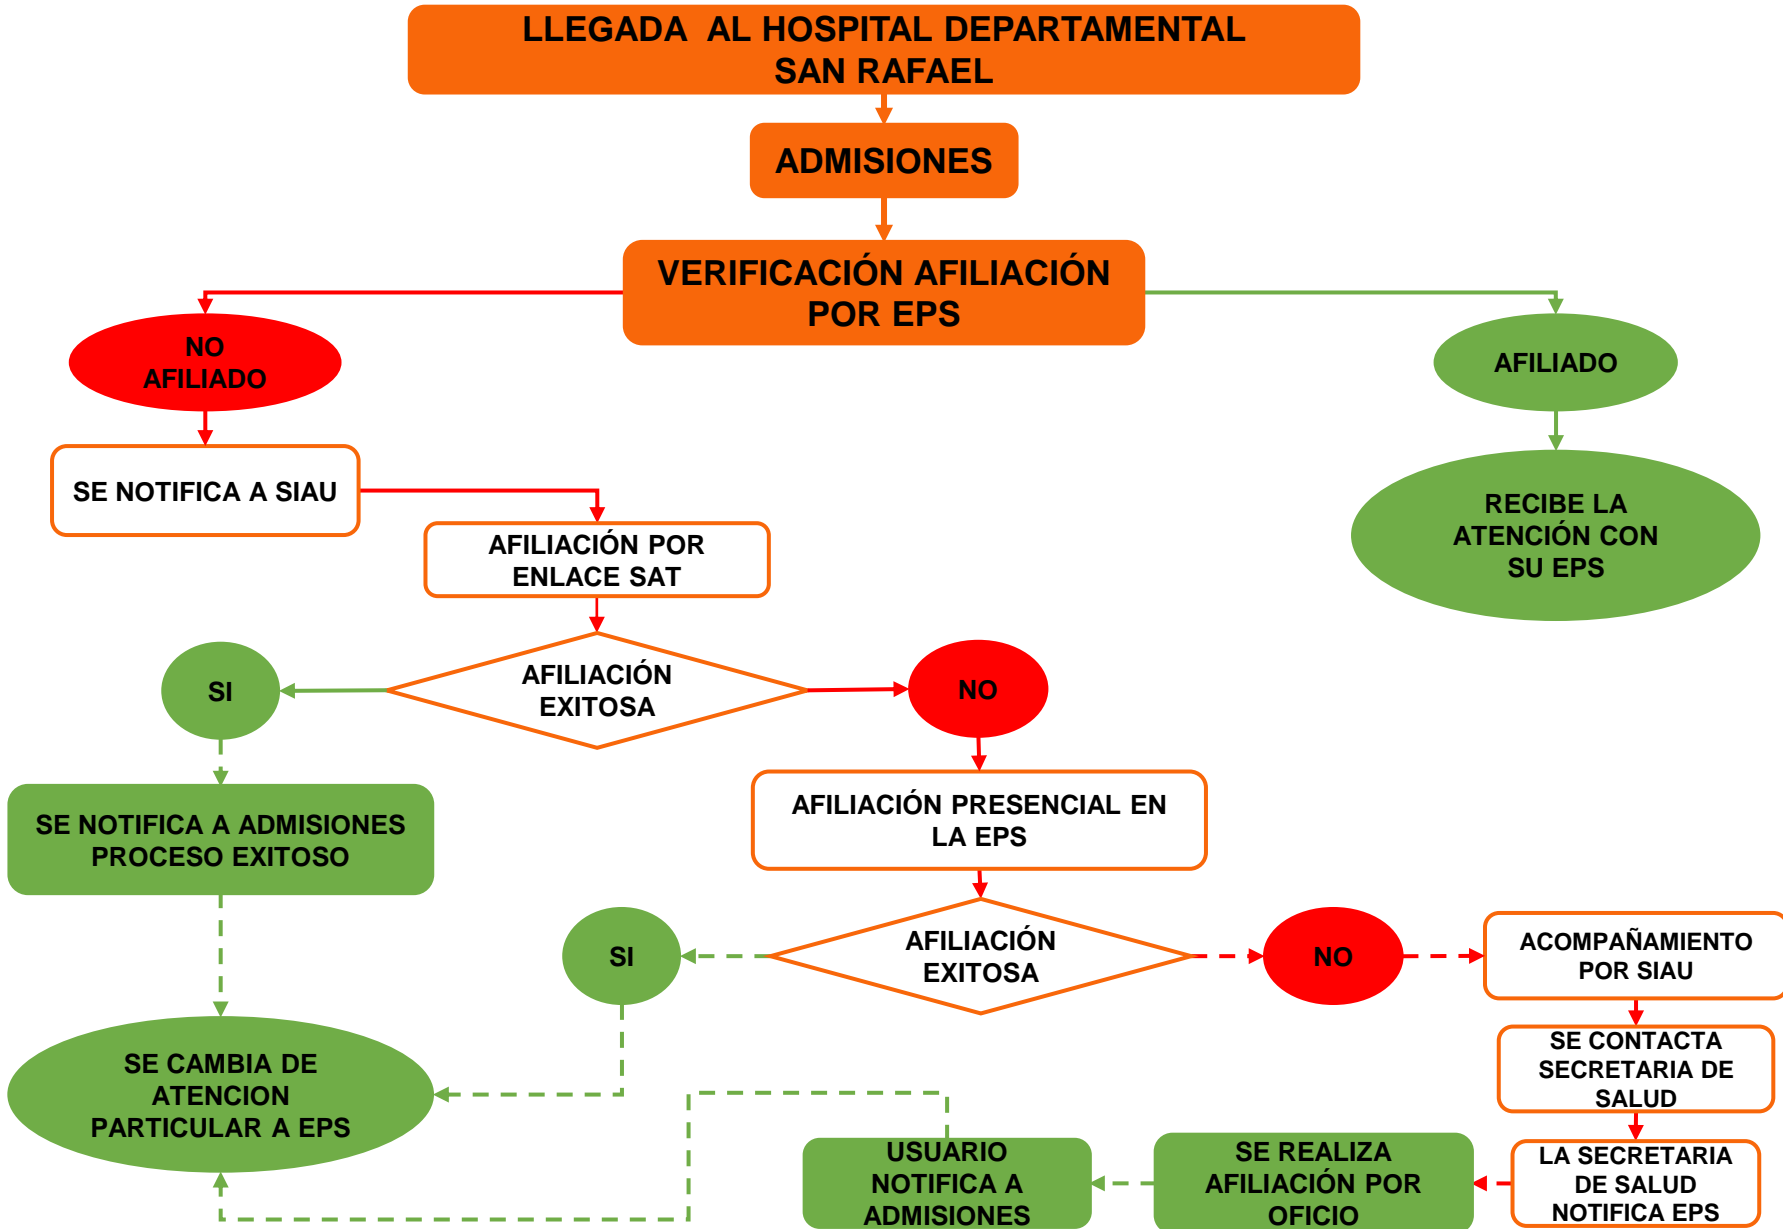 LLEGADA AL HOSPITAL DEPARTAMENTAL
SAN RAFAEL
ADMISIONES
VERIFICACIÓN AFILIACIÓN
POR EPS
NO
AFILIADO
AFILIADO
SE NOTIFICA A SIAU
RECIBE LA
ATENCIÓN CON
SU EPS
AFILIACIÓN POR
ENLACE SAT
AFILIACIÓN
EXITOSA
SI
NO
SE NOTIFICA A ADMISIONES
PROCESO EXITOSO
AFILIACIÓN PRESENCIAL EN
LA EPS
AFILIACIÓN
EXITOSA
SI
NO
ACOMPAÑAMIENTO
POR SIAU
SE CONTACTA
SECRETARIA DE
SALUD
SE CAMBIA DE
ATENCION
PARTICULAR A EPS
USUARIO
NOTIFICA A
ADMISIONES
SE REALIZA
AFILIACIÓN POR
OFICIO
LA SECRETARIA
DE SALUD
NOTIFICA EPS